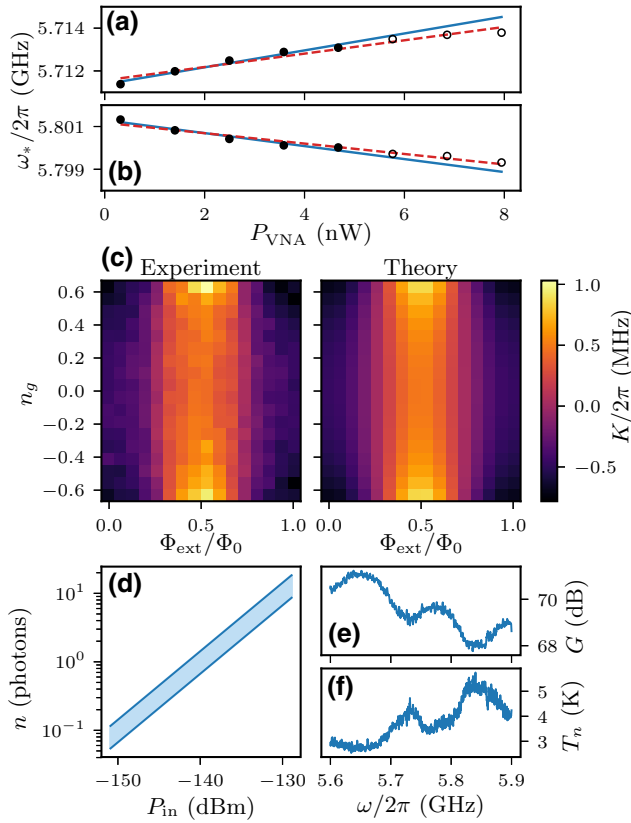 (a)
5.714
5.712
(b)
5.801
5.799
ω*/2π (GHz)
0 2 4 6 8
P_VNA (nW)
(c)
Experiment Theory
0.6
0.4
0.2
0.0
−0.2
−0.4
−0.6
n_g
0.0 0.5 1.0
0.0 0.5 1.0
Φ_ext/Φ_0
Φ_ext/Φ_0
1.0
0.5
0.0
−0.5
K/2π (MHz)
(d)
10^1
10^0
10^−1
n (photons)
−150 −140 −130
P_in (dBm)
(e)
70
68
G (dB)
(f)
5
4
3
T_n (K)
5.6 5.7 5.8 5.9
ω/2π (GHz)